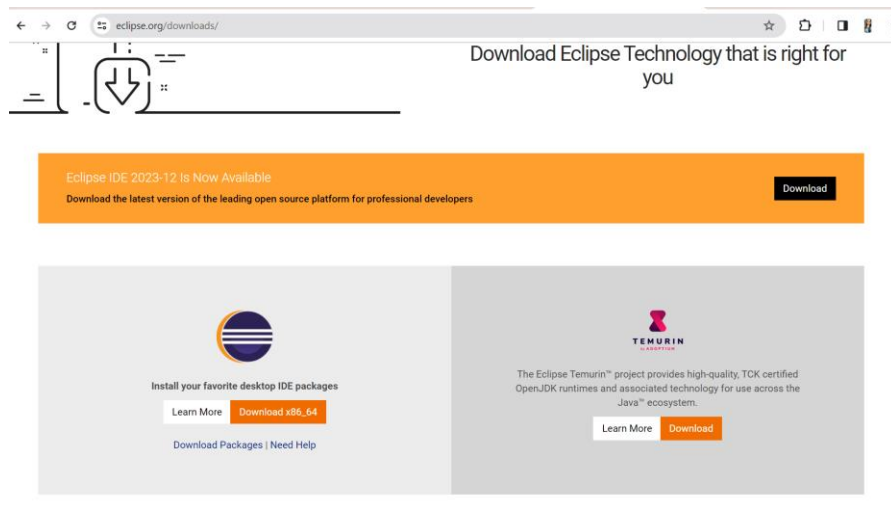 eclipse.org/downloads/
Download Eclipse Technology that is right for
you
Eclipse IDE 2023-12 Is Now Available
Download the latest version of the leading open source platform for professional developers
Download
Install your favorite desktop IDE packages
Learn More Download x86_64
Download Packages | Need Help
TEMURIN
The Eclipse Temurin™ project provides high-quality, TCK certified
OpenJDK runtimes and associated technology for use across the
Java™ ecosystem.
Learn More Download